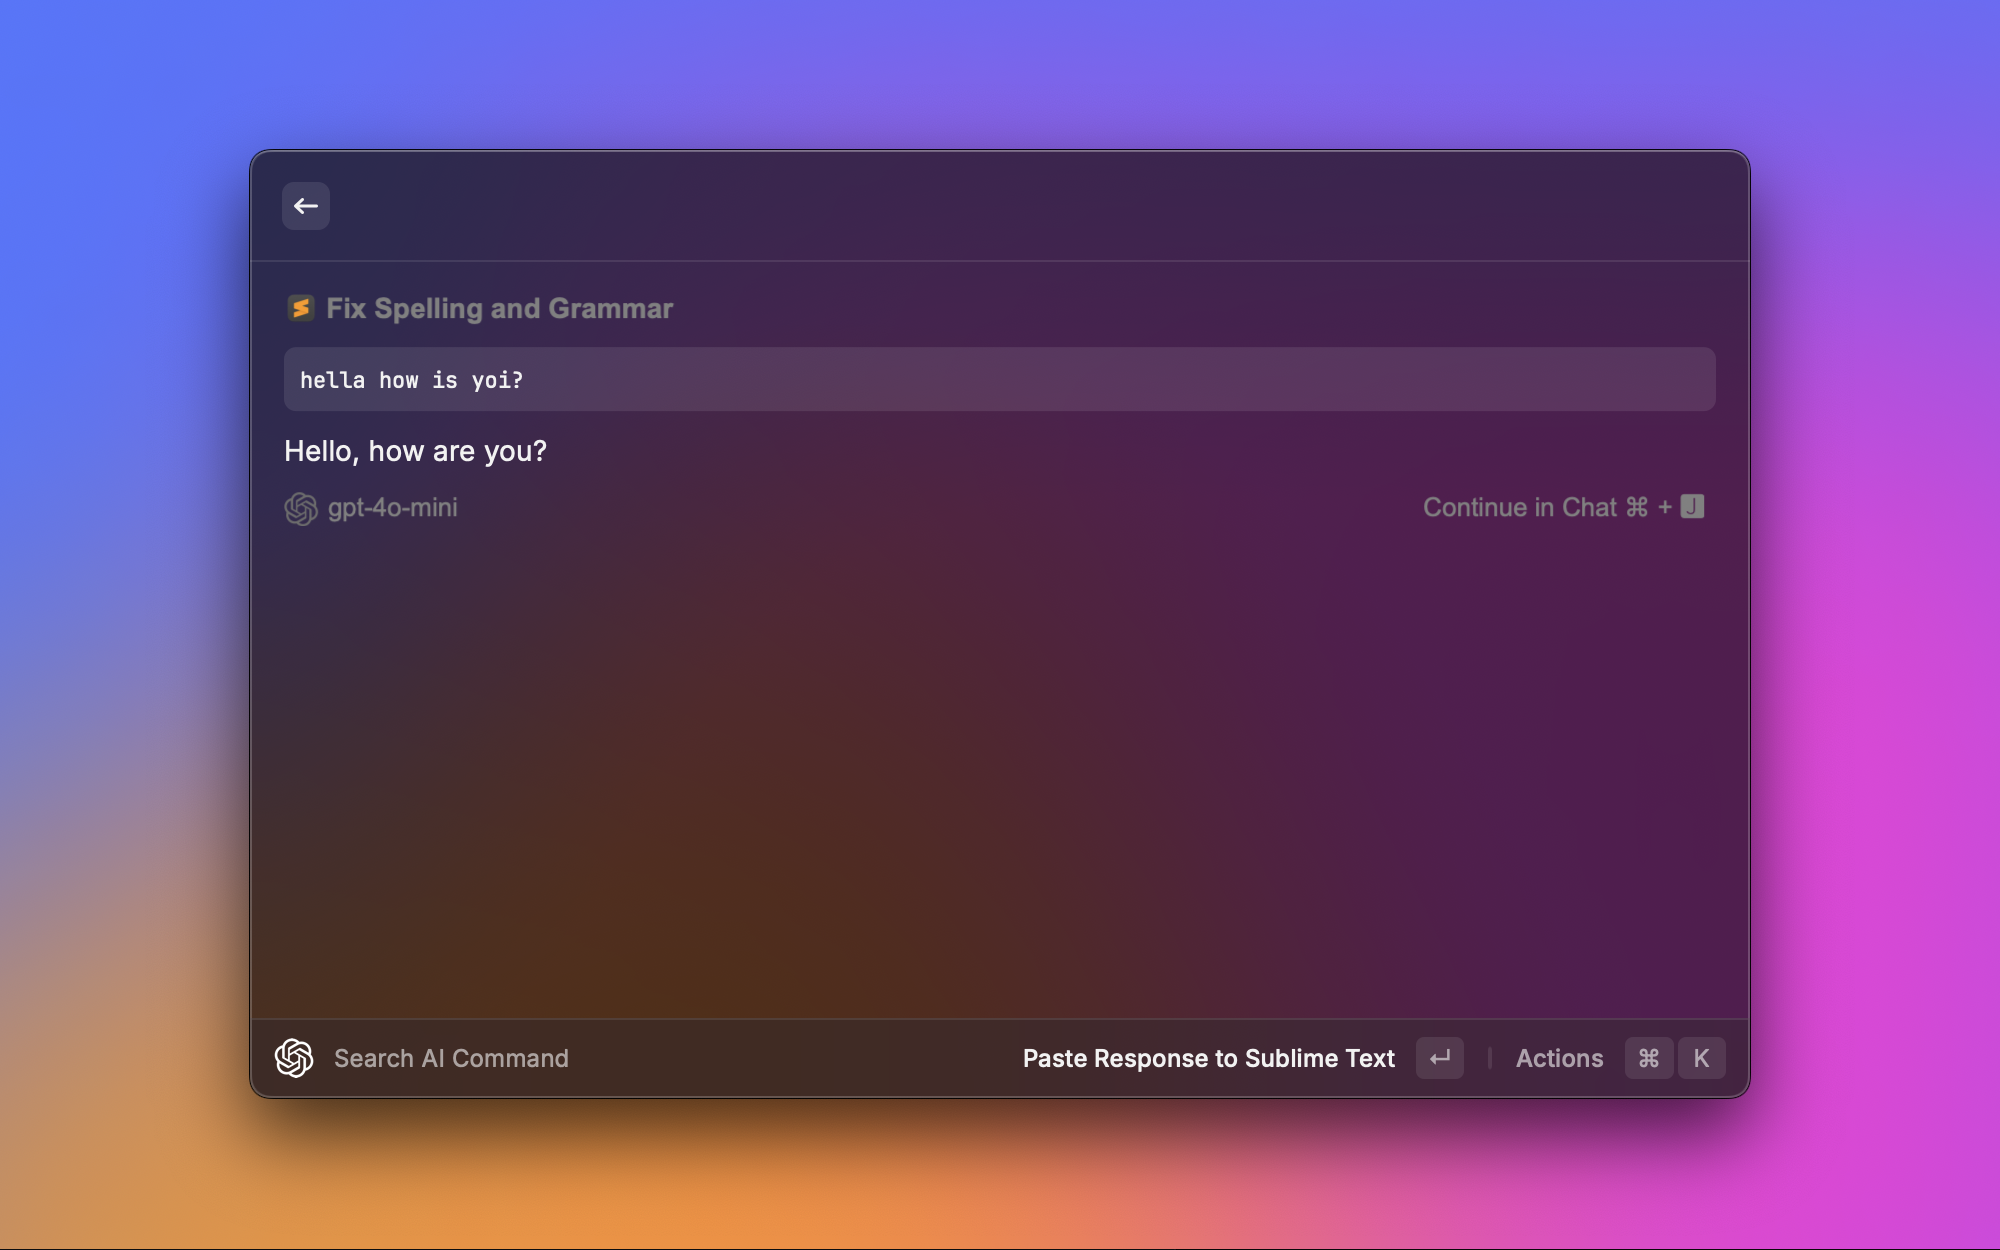 Fix Spelling and Grammar
hella how is yoi?
Hello, how are you?
gpt-4o-mini
Continue in Chat ⌘ + J
Search AI Command
Paste Response to Sublime Text ↵ | Actions ⌘ K